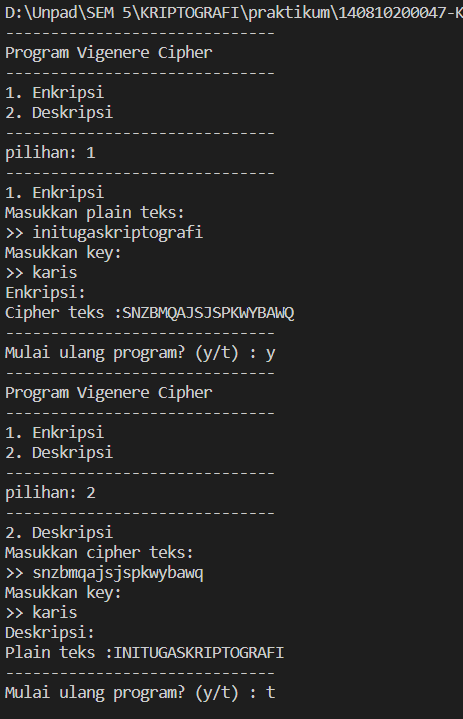 D:\Unpad\SEM 5\KRIPTOGRAFI\praktikum\140810200047-K
-----------------------------
Program Vigenere Cipher
-----------------------------
1. Enkripsi
2. Deskripsi
-----------------------------
pilihan: 1
-----------------------------
1. Enkripsi
Masukkan plain teks:
>> initugaskriptografi
Masukkan key:
>> karis
Enkripsi:
Cipher teks :SNZBMQAJSJSPKWYBAWQ
-----------------------------
Mulai ulang program? (y/t) : y
-----------------------------
Program Vigenere Cipher
-----------------------------
1. Enkripsi
2. Deskripsi
-----------------------------
pilihan: 2
-----------------------------
2. Deskripsi
Masukkan cipher teks:
>> snzbmqajsjspkwybawq
Masukkan key:
>> karis
Deskripsi:
Plain teks :INITUGASKRIPTOGRAFI
-----------------------------
Mulai ulang program? (y/t) : t